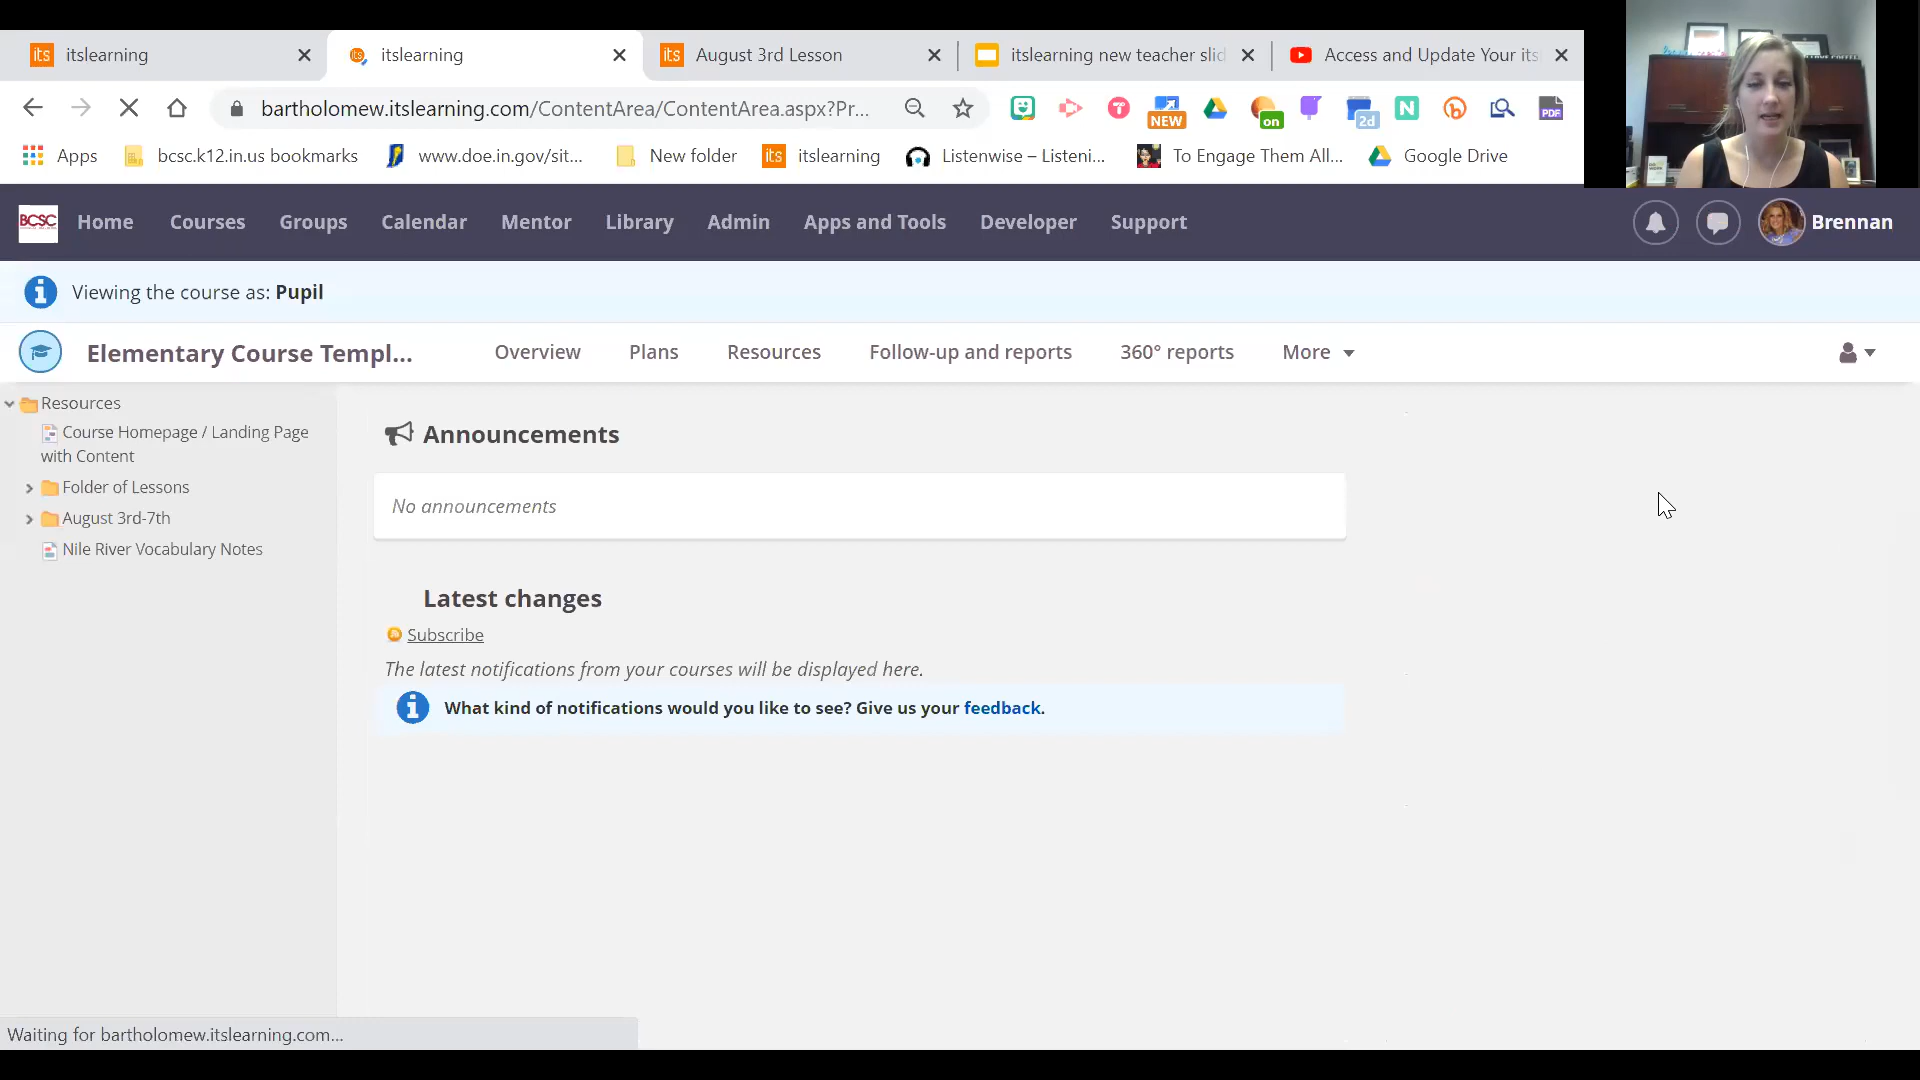 itslearning
itslearning
August 3rd Lesson
itslearning new teacher slid
Access and Update Your its
bartholomew.itslearning.com/ContentArea/ContentArea.aspx?Pr...
NEW
on
2d
N
PDF
Apps
bcsc.k12.in.us bookmarks
www.doe.in.gov/sit...
New folder
its itslearning
Listenwise – Listeni...
To Engage Them All...
Google Drive
BCSC
Home
Courses
Groups
Calendar
Mentor
Library
Admin
Apps and Tools
Developer
Support
Brennan
Viewing the course as: Pupil
Elementary Course Templ...
Overview
Plans
Resources
Follow-up and reports
360° reports
More
Resources
Course Homepage / Landing Page
with Content
Folder of Lessons
August 3rd-7th
Nile River Vocabulary Notes
Announcements
No announcements
Latest changes
Subscribe
The latest notifications from your courses will be displayed here.
What kind of notifications would you like to see? Give us your feedback.
Waiting for bartholomew.itslearning.com...